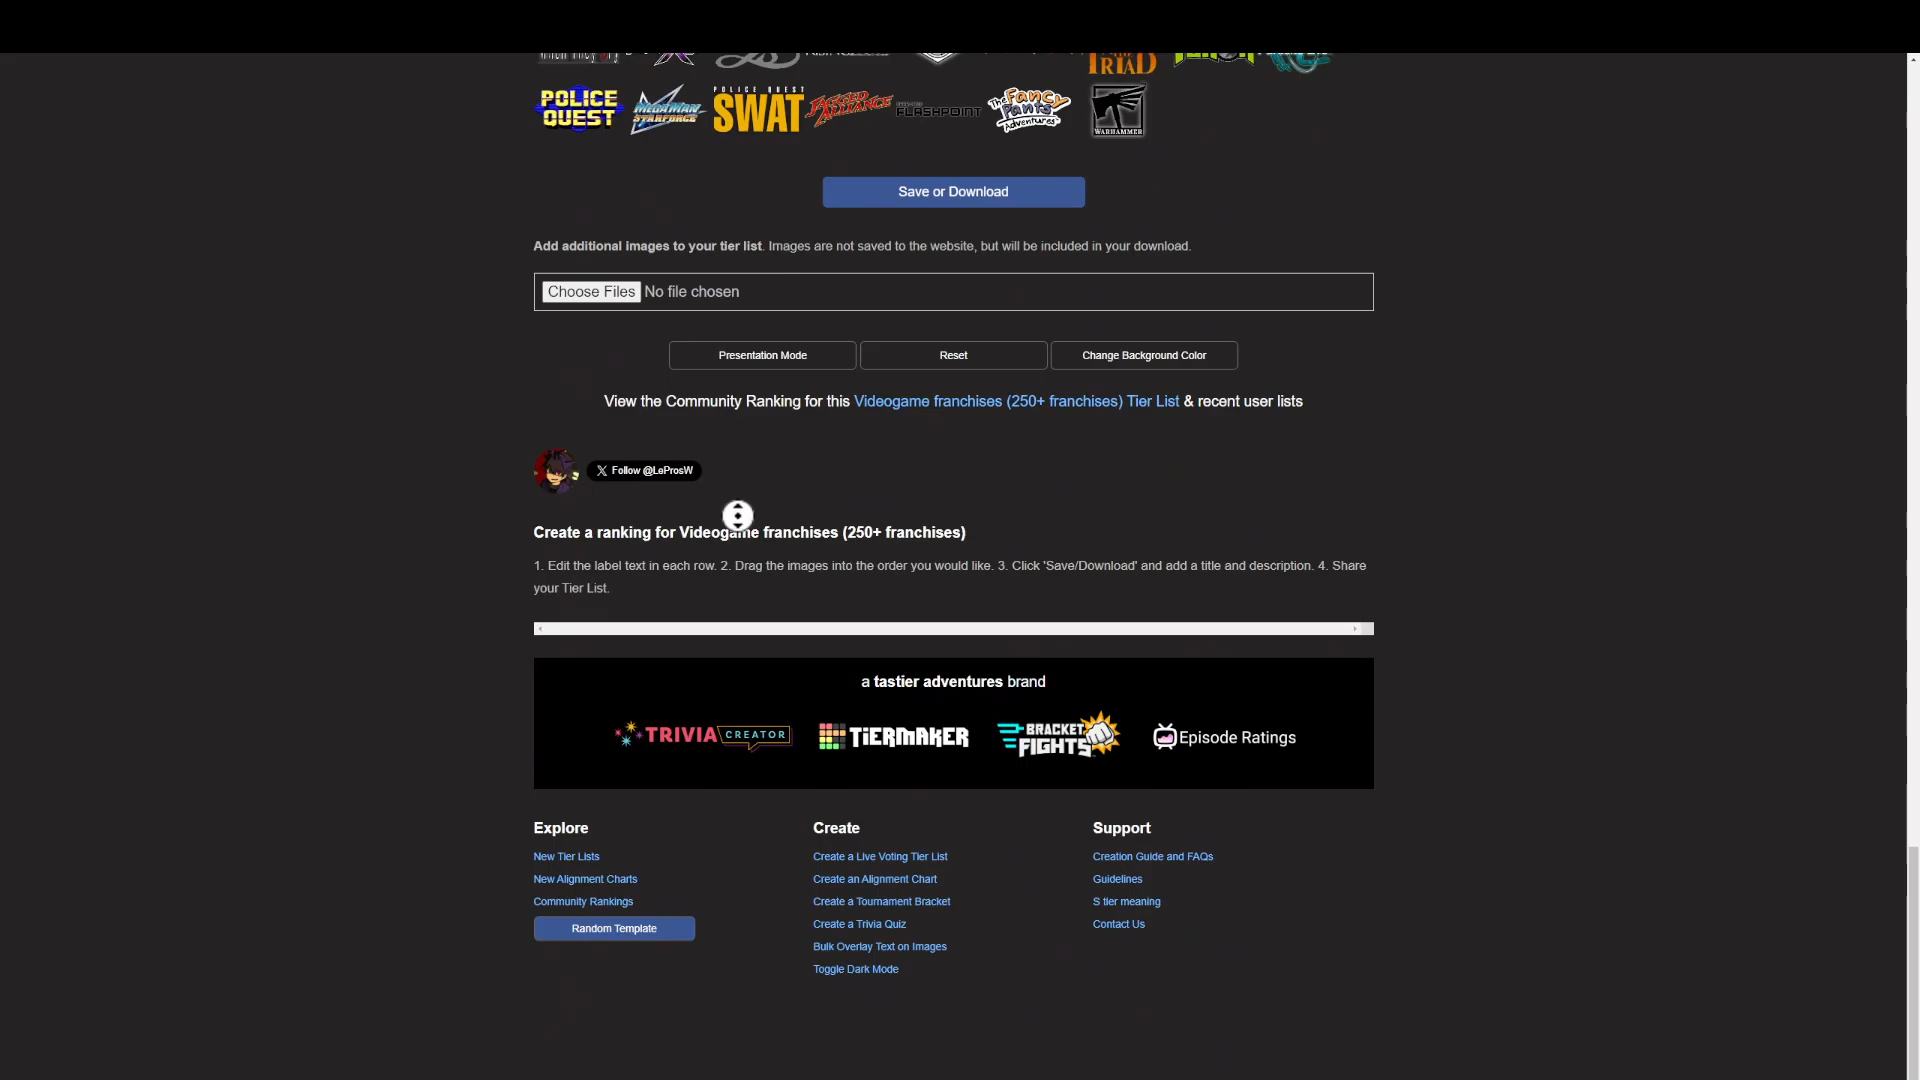 TRIAD
POLICE QUEST
MEGAMAN STARFORCE
POLICE QUEST SWAT
JAGGED ALLIANCE
FLASHPOINT
The Fancy Pants Adventures
WARHAMMER
Save or Download
Add additional images to your tier list. Images are not saved to the website, but will be included in your download.
Choose Files No file chosen
Presentation Mode Reset Change Background Color
View the Community Ranking for this Videogame franchises (250+ franchises) Tier List & recent user lists
Follow @LeProsW
Create a ranking for Videogame franchises (250+ franchises)
1. Edit the label text in each row. 2. Drag the images into the order you would like. 3. Click 'Save/Download' and add a title and description. 4. Share
your Tier List.
a tastier adventures brand
TRIVIA CREATOR
TiERMAKER
BRACKET FIGHTS
Episode Ratings
Explore
New Tier Lists
New Alignment Charts
Community Rankings
Random Template
Create
Create a Live Voting Tier List
Create an Alignment Chart
Create a Tournament Bracket
Create a Trivia Quiz
Bulk Overlay Text on Images
Toggle Dark Mode
Support
Creation Guide and FAQs
Guidelines
S tier meaning
Contact Us